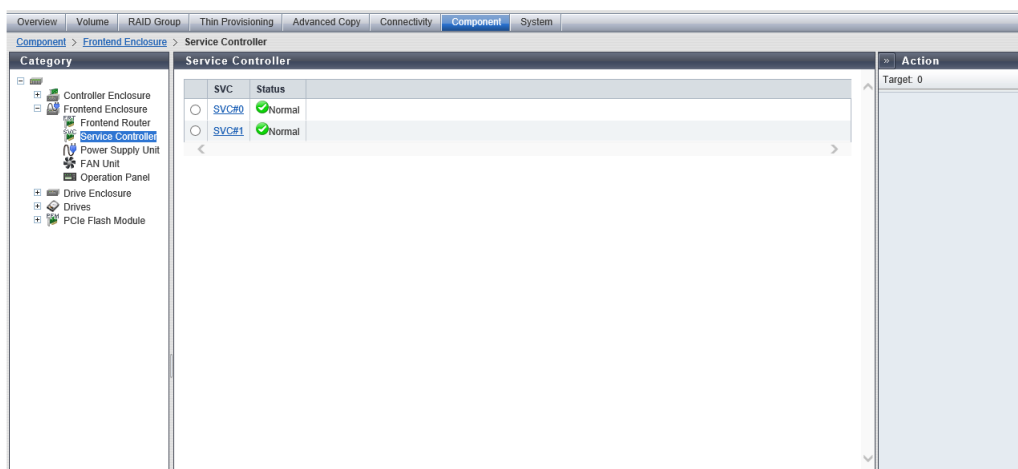 Overview Volume RAID Group Thin Provisioning Advanced Copy Connectivity Component System
Component > Frontend Enclosure > Service Controller
Category
Controller Enclosure
Frontend Enclosure
Frontend Router
Service Controller
Power Supply Unit
FAN Unit
Operation Panel
Drive Enclosure
Drives
PCIe Flash Module
Service Controller
SVC Status
SVC#0 Normal
SVC#1 Normal
» Action
Target: 0